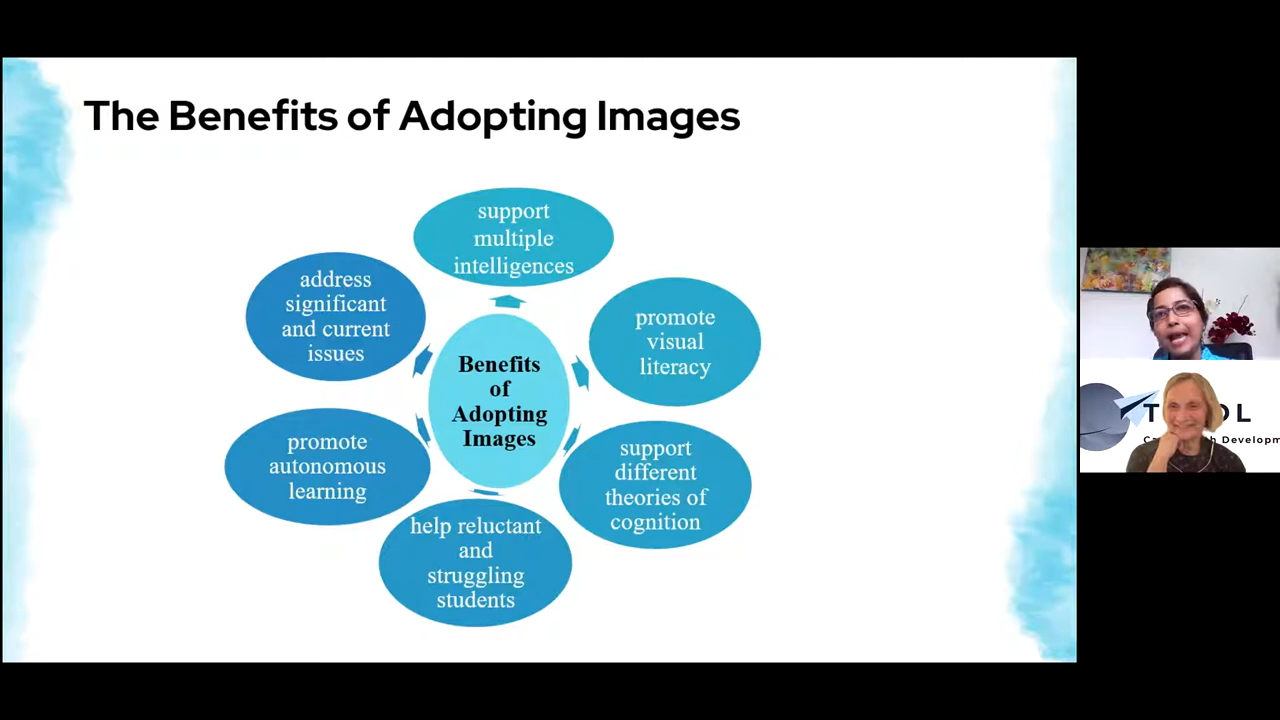 The Benefits of Adopting Images
support
multiple
intelligences
promote
visual
literacy
support
different
theories of
cognition
help reluctant
and
struggling
students
promote
autonomous
learning
address
significant
and current
issues
Benefits
of
Adopting
Images